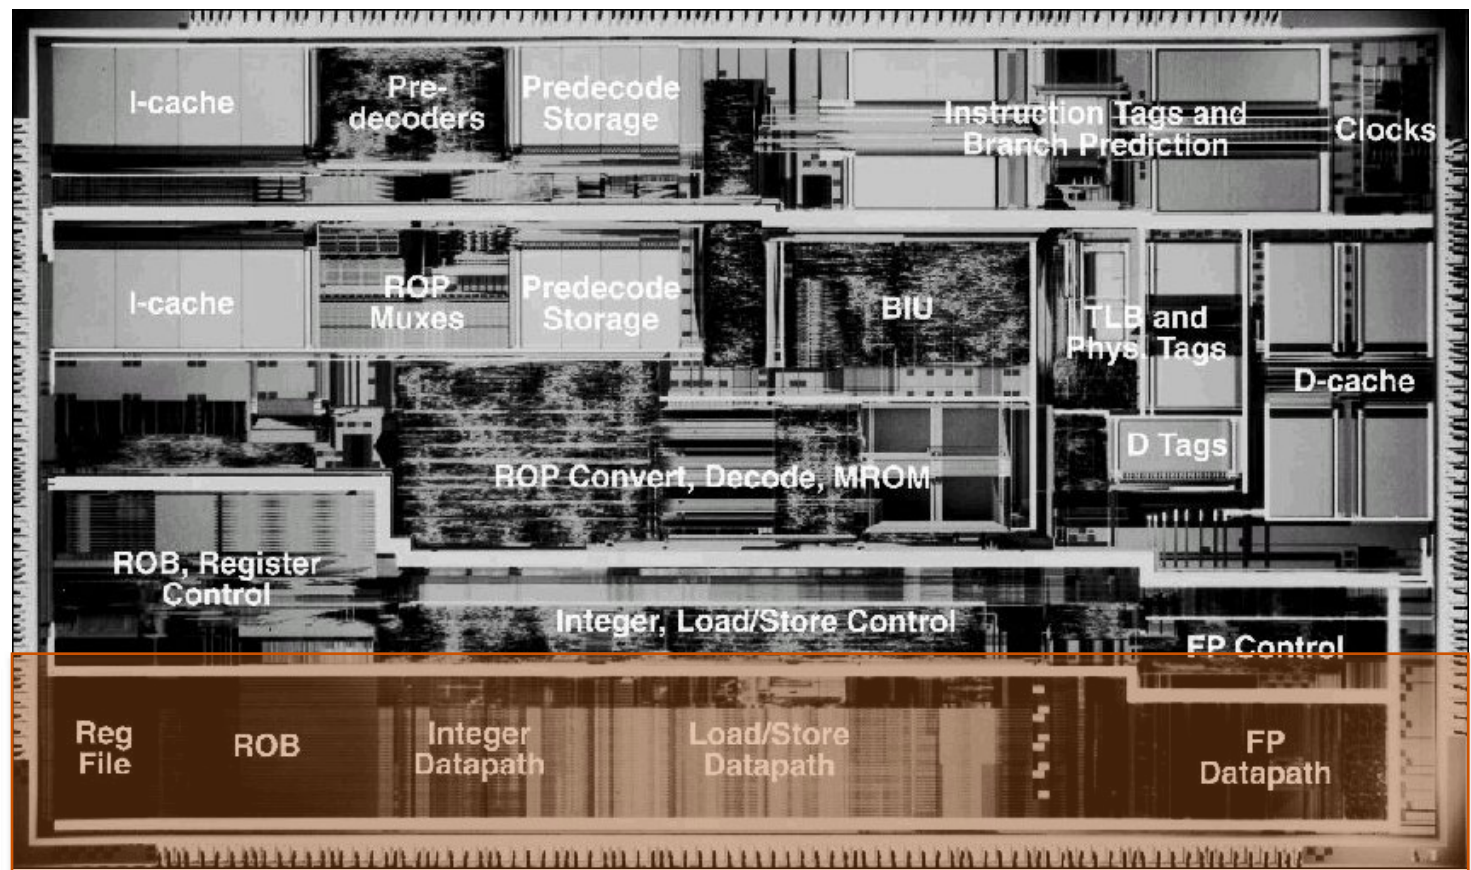 I-cache
Pre-
decoders
Predecode
Storage
Instruction Tags and
Branch Prediction
Clocks
I-cache
ROP
Muxes
Predecode
Storage
BIU
TLB and
Phys. Tags
D-cache
D Tags
ROP Convert, Decode, MROM
ROB, Register
Control
Integer, Load/Store Control
FP Control
Reg
File
ROB
Integer
Datapath
Load/Store
Datapath
FP
Datapath